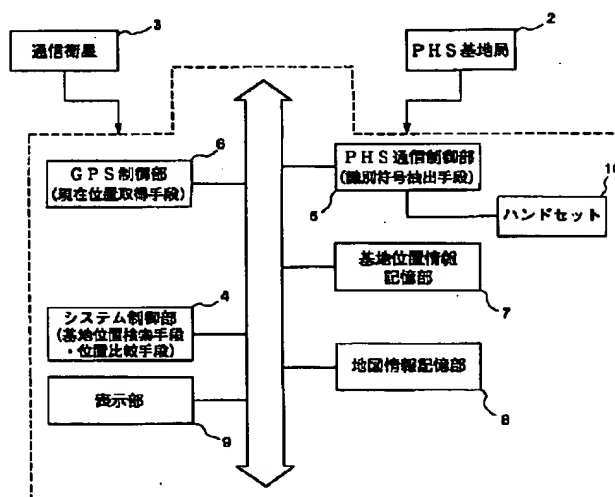 3
通信衛星
2
PHS基地局
6
GPS制御部
(現在位置取得手段)
PHS通信制御部
(識別符号抽出手段)
5
10
ハンドセット
基地位置情報
記憶部
7
4
システム制御部
(基地位置検索手段
・位置比較手段)
地図情報記憶部
8
表示部
9